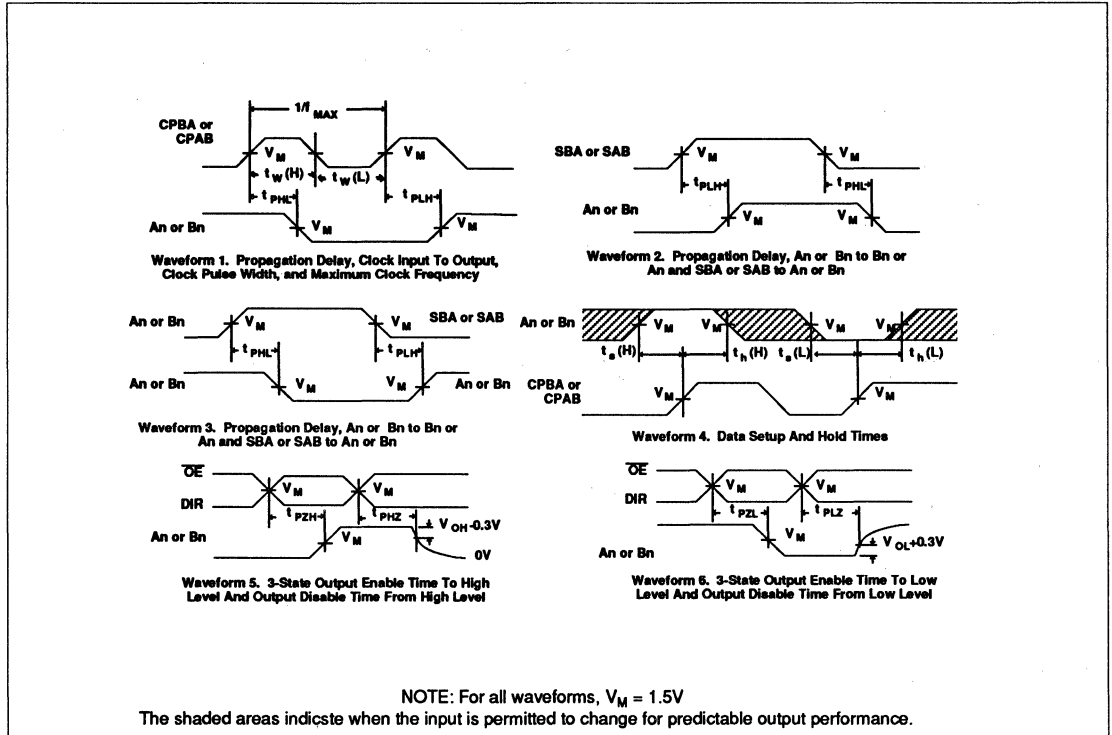 1/f MAX
CPBA or
CPAB
V M
V M
t w (H)
t w (L)
t PHL
t PLH
An or Bn
V M
V M
Waveform 1. Propagation Delay, Clock Input To Output,
Clock Pulse Width, and Maximum Clock Frequency
SBA or SAB
V M
V M
t PLH
t PHL
An or Bn
V M
V M
Waveform 2. Propagation Delay, An or Bn to Bn or
An and SBA or SAB to An or Bn
An or Bn
V M
V M
SBA or SAB
t PHL
t PLH
V M
V M
An or Bn
Waveform 3. Propagation Delay, An or Bn to Bn or
An and SBA or SAB to An or Bn
An or Bn
V M
V M
V M
V M
t s (H)
t h (H)
t s (L)
t h (L)
CPBA or
CPAB
V M
V M
Waveform 4. Data Setup And Hold Times
OE
DIR
V M
V M
t PZH
t PHZ
V OH -0.3V
An or Bn
V M
0V
Waveform 5. 3-State Output Enable Time To High
Level And Output Disable Time From High Level
OE
DIR
V M
V M
t PZL
t PLZ
An or Bn
V M
V OL +0.3V
Waveform 6. 3-State Output Enable Time To Low
Level And Output Disable Time From Low Level
NOTE: For all waveforms, VM = 1.5V
The shaded areas indicste when the input is permitted to change for predictable output performance.